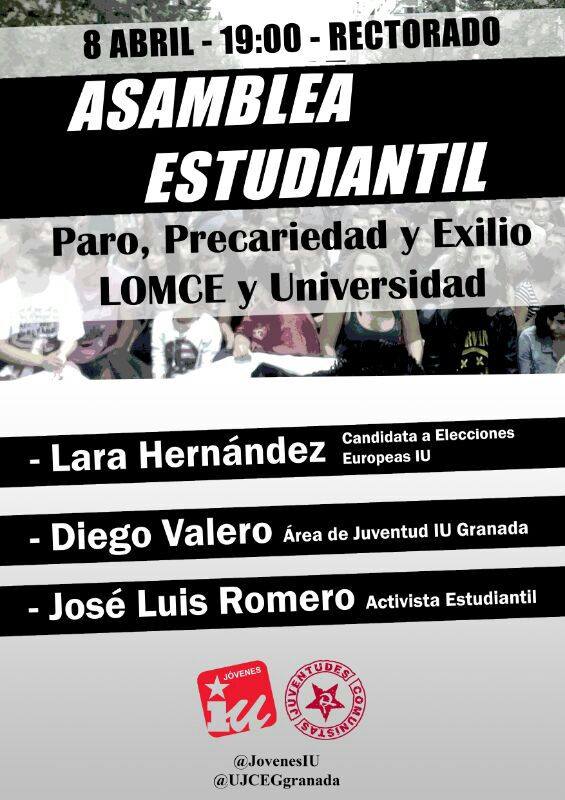 8 ABRIL - 19:00 - RECTORADO
ASAMBLEA
ESTUDIANTIL
Paro, Precariedad y Exilio
LOMCE y Universidad
- Lara Hernández Candidata a Elecciones
Europeas IU
- Diego Valero Área de Juventud IU Granada
- José Luis Romero Activista Estudiantil
JÓVENES
iu
JUVENTUDES
COMUNISTAS
@JovenesIU
@UJCEGgranada